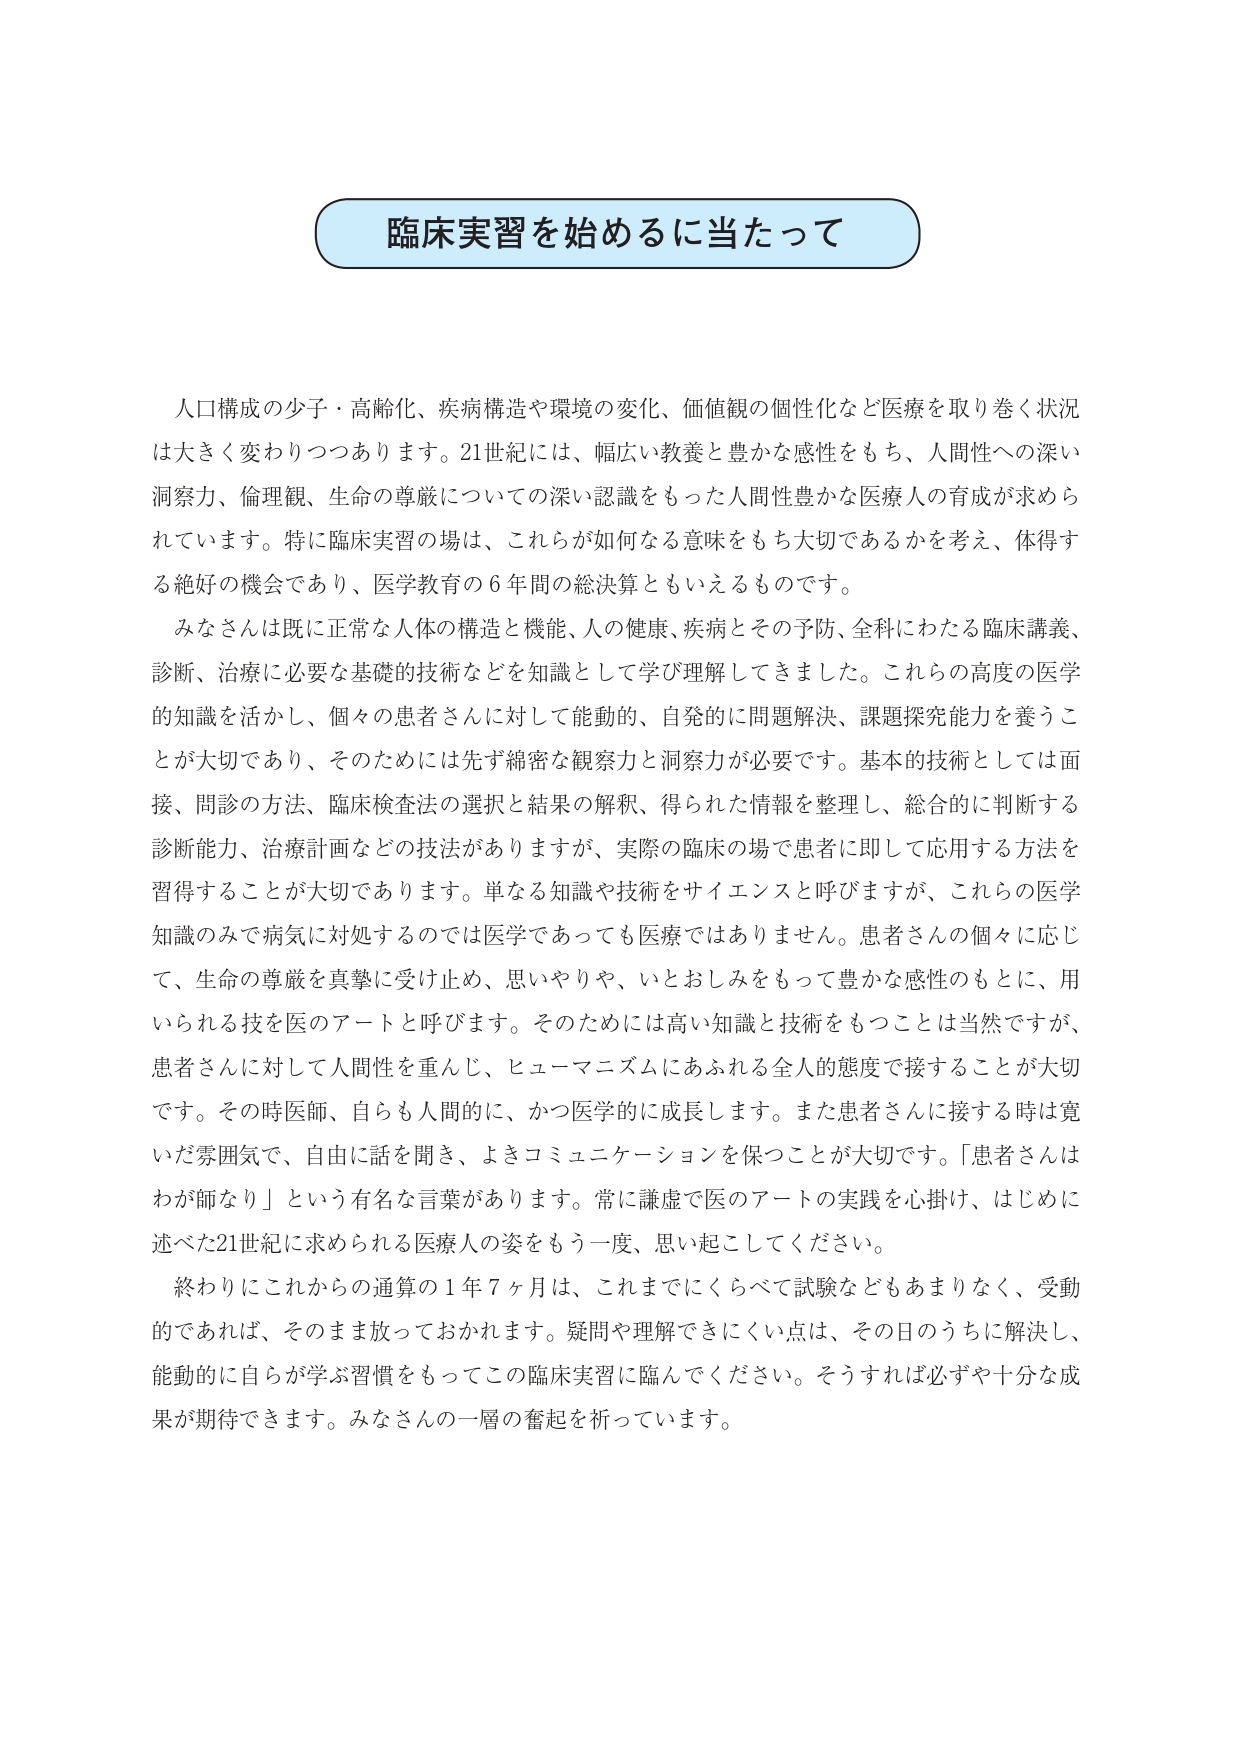 臨床実習を始めるに当たって
　人口構成の少子・高齢化、疾病構造や環境の変化、価値観の個性化など医療を取り巻く状況
は大きく変わりつつあります。21世紀には、幅広い教養と豊かな感性をもち、人間性への深い
洞察力、倫理観、生命の尊厳についての深い認識をもった人間性豊かな医療人の育成が求めら
れています。特に臨床実習の場は、これらが如何なる意味をもち大切であるかを考え、体得す
る絶好の機会であり、医学教育の６年間の総決算ともいえるものです。
　みなさんは既に正常な人体の構造と機能、人の健康、疾病とその予防、全科にわたる臨床講義、
診断、治療に必要な基礎的技術などを知識として学び理解してきました。これらの高度の医学
的知識を活かし、個々の患者さんに対して能動的、自発的に問題解決、課題探究能力を養うこ
とが大切であり、そのためには先ず綿密な観察力と洞察力が必要です。基本的技術としては面
接、問診の方法、臨床検査法の選択と結果の解釈、得られた情報を整理し、総合的に判断する
診断能力、治療計画などの技法がありますが、実際の臨床の場で患者に即して応用する方法を
習得することが大切であります。単なる知識や技術をサイエンスと呼びますが、これらの医学
知識のみで病気に対処するのでは医学であっても医療ではありません。患者さんの個々に応じ
て、生命の尊厳を真摯に受け止め、思いやりや、いとおしみをもって豊かな感性のもとに、用
いられる技を医のアートと呼びます。そのためには高い知識と技術をもつことは当然ですが、
患者さんに対して人間性を重んじ、ヒューマニズムにあふれる全人的態度で接することが大切
です。その時医師、自らも人間的に、かつ医学的に成長します。また患者さんに接する時は寛
いだ雰囲気で、自由に話を聞き、よきコミュニケーションを保つことが大切です。「患者さんは
わが師なり」という有名な言葉があります。常に謙虚で医のアートの実践を心掛け、はじめに
述べた21世紀に求められる医療人の姿をもう一度、思い起こしてください。
　終わりにこれからの通算の１年７ヶ月は、これまでにくらべて試験などもあまりなく、受動
的であれば、そのまま放っておかれます。疑問や理解できにくい点は、その日のうちに解決し、
能動的に自らが学ぶ習慣をもってこの臨床実習に臨んでください。そうすれば必ずや十分な成
果が期待できます。みなさんの一層の奮起を祈っています。